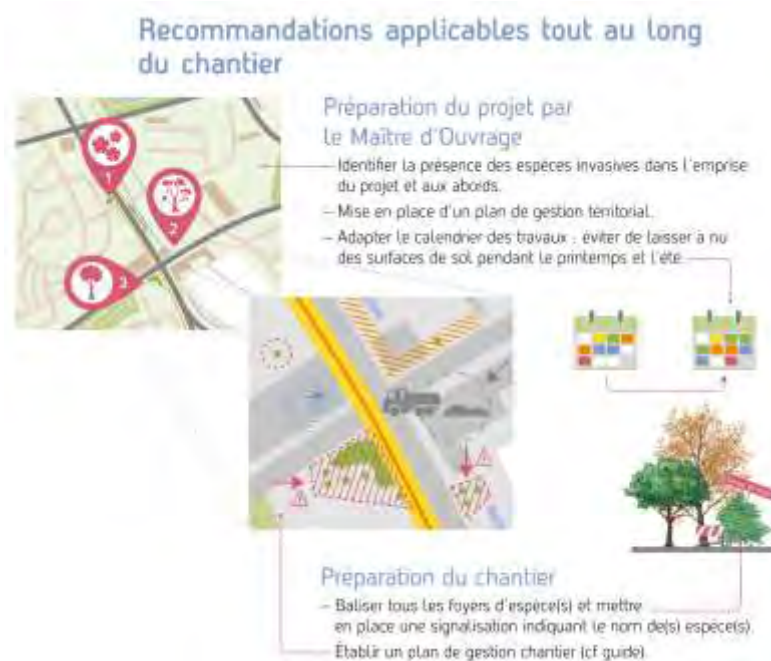 Recommandations applicables tout au long
du chantier
Préparation du projet par
le Maître d'Ouvrage
– Identifier la présence des espèces invasives dans l'emprise
du projet et aux abords.
– Mise en place d'un plan de gestion territorial.
– Adapter le calendrier des travaux : éviter de laisser à nu
des surfaces de sol pendant le printemps et l'été
1
2
3
Préparation du chantier
– Baliser tous les foyers d'espèce(s) et mettre
en place une signalisation indiquant le nom de(s) espèce(s).
– Établir un plan de gestion chantier (cf guide).